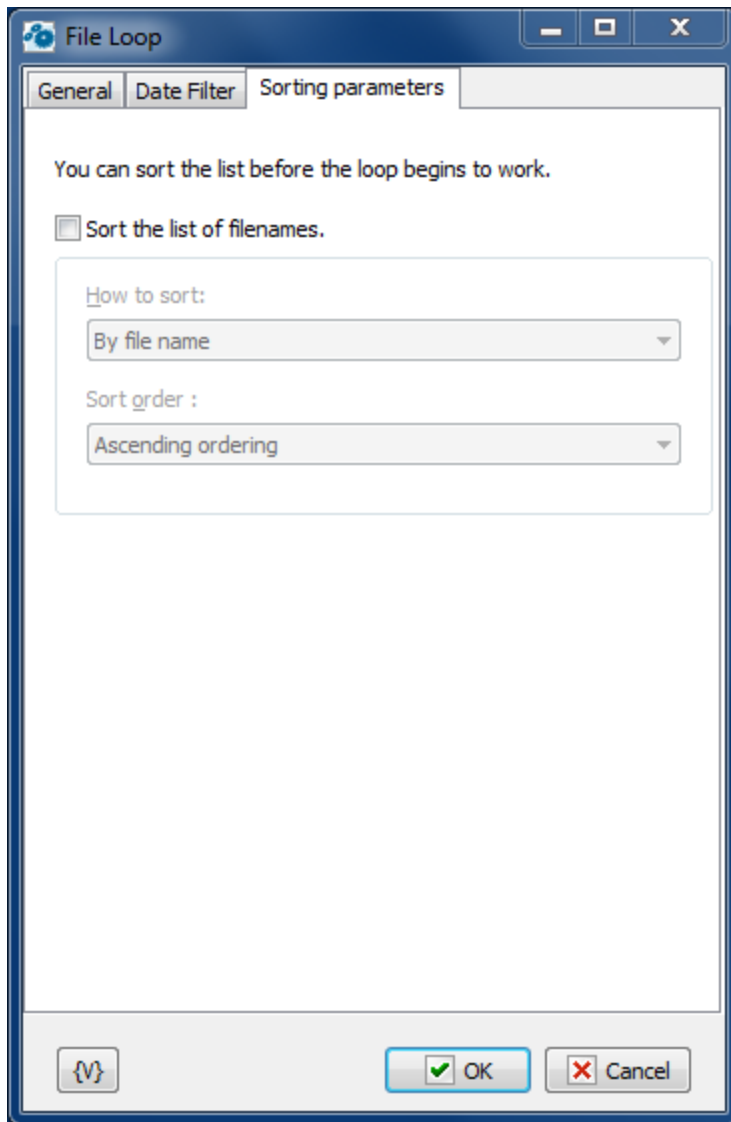 File Loop
General Date Filter Sorting parameters
You can sort the list before the loop begins to work.
Sort the list of filenames.
How to sort:
By file name
Sort order :
Ascending ordering
{V} OK Cancel